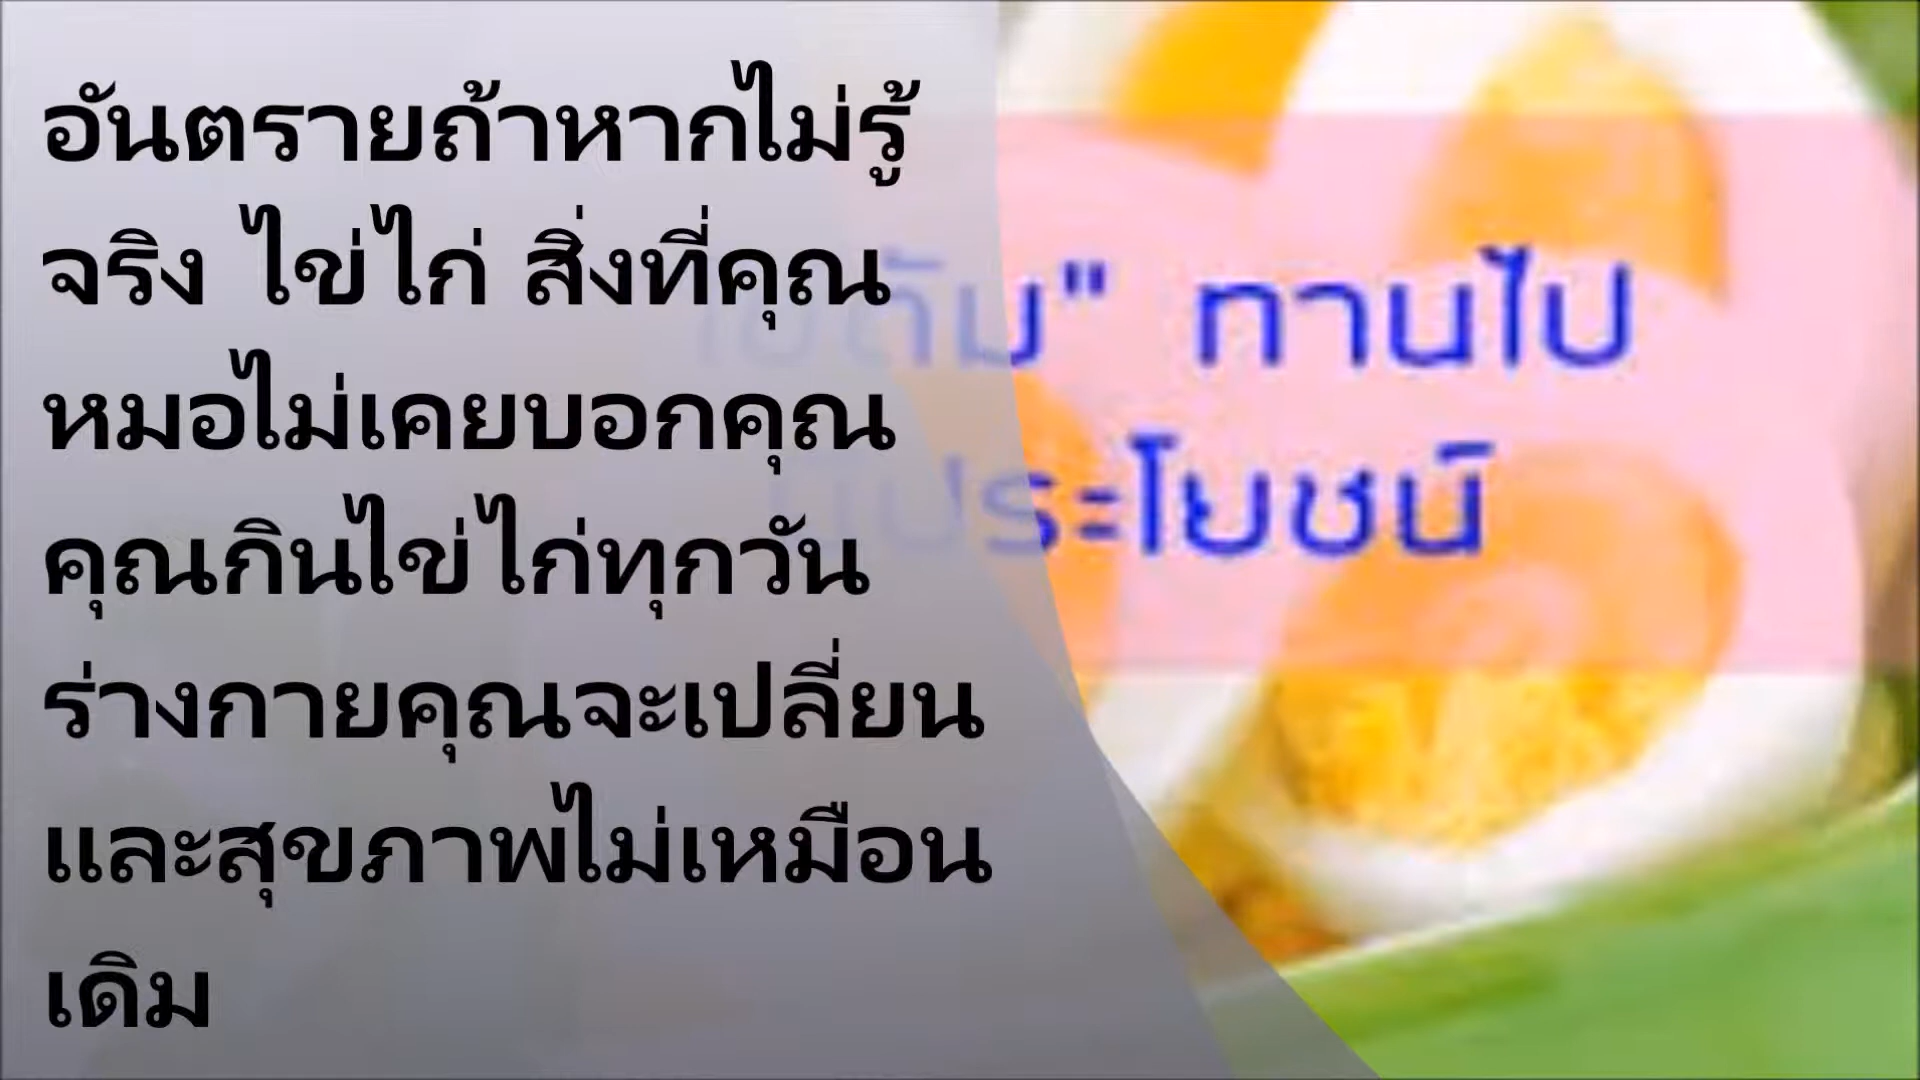 อันตรายถ้าหากไม่รู้
จริง ไข่ไก่ สิ่งที่คุณ
หมอไม่เคยบอกคุณ
คุณกินไข่ไก่ทุกวัน
ร่างกายคุณจะเปลี่ยน
และสุขภาพไม่เหมือน
เดิม
" ทานไป
ประโยชน์